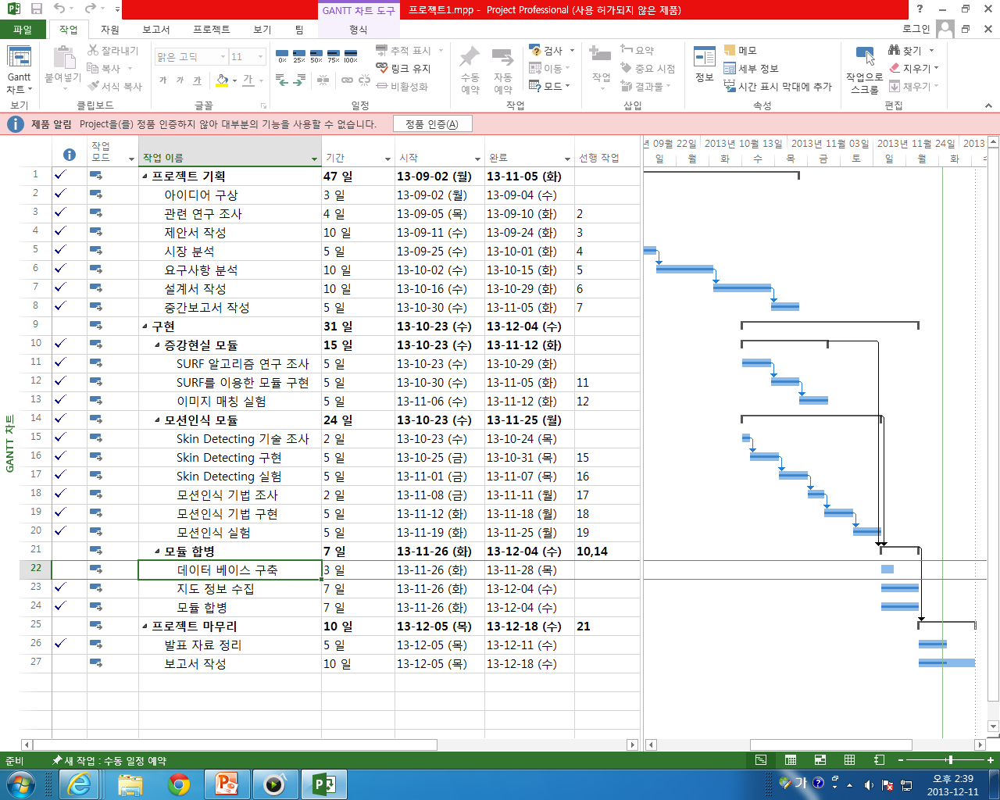 GANTT 차트 도구
프로젝트1.mpp - Project Professional (사용 허가되지 않은 제품)
파일 작업 자원 보고서 프로젝트 보기 팀 형식 로그인
Gantt 차트
보기
붙여넣기
잘라내기
복사
서식 복사
클립보드
맑은 고딕 11
가 가 가 가
글꼴
0% 25% 50% 75% 100%
추적 표시
링크 유지
비활성화
일정
수동 예약
자동 예약
검사
이동
모드
작업
작업
요약
중요 시점
결과물
삽입
정보
메모
세부 정보
시간 표시 막대에 추가
속성
작업으로 스크롤
찾기
지우기
채우기
편집
제품 알림 Project을(를) 정품 인증하지 않아 대부분의 기능을 사용할 수 없습니다. 정품 인증(A)
작업 모드 작업 이름 기간 시작 완료 선행 작업
년 09월 22일 2013년 10월 13일 2013년 11월 03일 2013년 11월 24일 2013
일 월 화 수 목 금 토 일 월 화 수
1 프로젝트 기획 47 일 13-09-02 (월) 13-11-05 (화)
2 아이디어 구상 3 일 13-09-02 (월) 13-09-04 (수)
3 관련 연구 조사 4 일 13-09-05 (목) 13-09-10 (화) 2
4 제안서 작성 10 일 13-09-11 (수) 13-09-24 (화) 3
5 시장 분석 5 일 13-09-25 (수) 13-10-01 (화) 4
6 요구사항 분석 10 일 13-10-02 (수) 13-10-15 (화) 5
7 설계서 작성 10 일 13-10-16 (수) 13-10-29 (화) 6
8 중간보고서 작성 5 일 13-10-30 (수) 13-11-05 (화) 7
9 구현 31 일 13-10-23 (수) 13-12-04 (수)
10 증강현실 모듈 15 일 13-10-23 (수) 13-11-12 (화)
11 SURF 알고리즘 연구 조사 5 일 13-10-23 (수) 13-10-29 (화)
12 SURF를 이용한 모듈 구현 5 일 13-10-30 (수) 13-11-05 (화) 11
13 이미지 매칭 실험 5 일 13-11-06 (수) 13-11-12 (화) 12
14 모션인식 모듈 24 일 13-10-23 (수) 13-11-25 (월)
15 Skin Detecting 기술 조사 2 일 13-10-23 (수) 13-10-24 (목)
16 Skin Detecting 구현 5 일 13-10-25 (금) 13-10-31 (목) 15
17 Skin Detecting 실험 5 일 13-11-01 (금) 13-11-07 (목) 16
18 모션인식 기법 조사 2 일 13-11-08 (금) 13-11-11 (월) 17
19 모션인식 기법 구현 5 일 13-11-12 (화) 13-11-18 (월) 18
20 모션인식 실험 5 일 13-11-19 (화) 13-11-25 (월) 19
21 모듈 합병 7 일 13-11-26 (화) 13-12-04 (수) 10,14
22 데이터 베이스 구축 3 일 13-11-26 (화) 13-11-28 (목)
23 지도 정보 수집 7 일 13-11-26 (화) 13-12-04 (수)
24 모듈 합병 7 일 13-11-26 (화) 13-12-04 (수)
25 프로젝트 마무리 10 일 13-12-05 (목) 13-12-18 (수) 21
26 발표 자료 정리 5 일 13-12-05 (목) 13-12-11 (수)
27 보고서 작성 10 일 13-12-05 (목) 13-12-18 (수)
GANTT 차트
준비 새 작업 : 수동 일정 예약
가
오후 2:39
2013-12-11